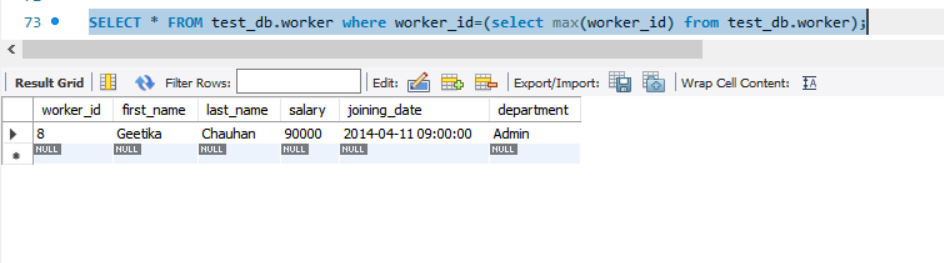 73 SELECT * FROM test_db.worker where worker_id=(select max(worker_id) from test_db.worker);
Result Grid Filter Rows: Edit: Export/Import: Wrap Cell Content: IA
worker_id first_name last_name salary joining_date department
8 Geetika Chauhan 90000 2014-04-11 09:00:00 Admin
NULL NULL NULL NULL NULL NULL